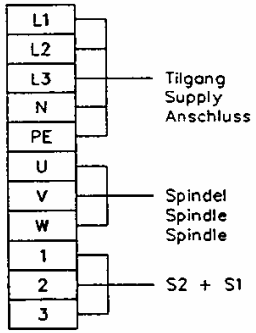 L1
L2
L3
N
PE
U
V
W
1
2
3
Tilgang
Supply
Anschluss
Spindel
Spindle
Spindle
S2 + S1